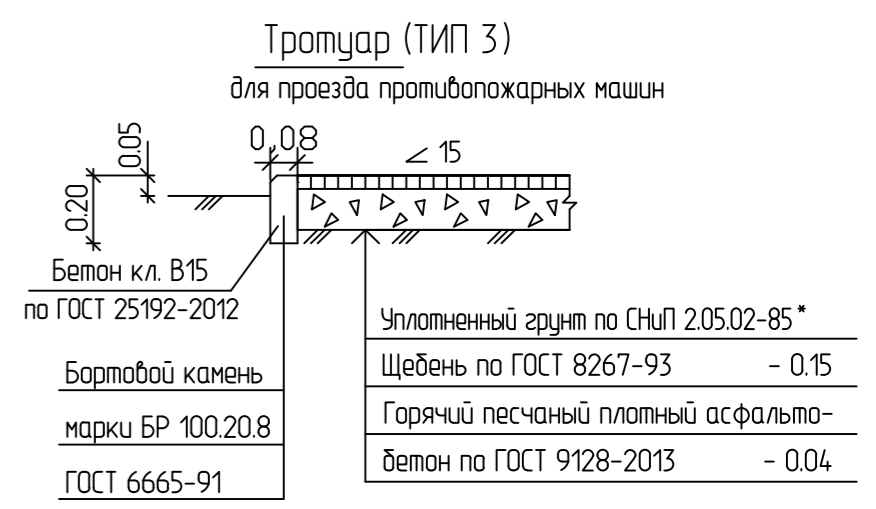 Тротуар (ТИП 3)
для проезда противопожарных машин
0.05
0,08
∠ 15
0.20
Бетон кл. В15
по ГОСТ 25192-2012
Уплотненный грунт по СНиП 2.05.02-85*
Щебень по ГОСТ 8267-93 - 0.15
Горячий песчаный плотный асфальто-
бетон по ГОСТ 9128-2013 - 0.04
Бортовой камень
марки БР 100.20.8
ГОСТ 6665-91